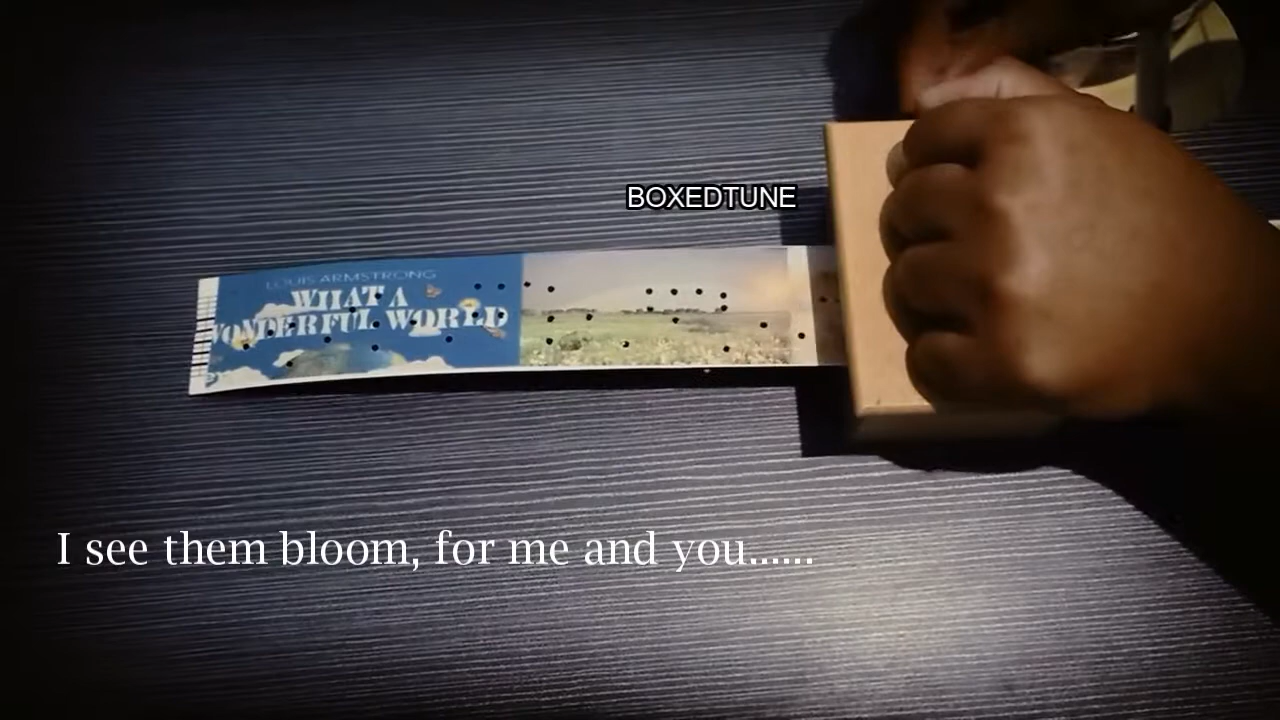 BOXEDTUNE
LOUIS ARMSTRONG
WHAT A
WONDERFUL WORLD
I see them bloom, for me and you......